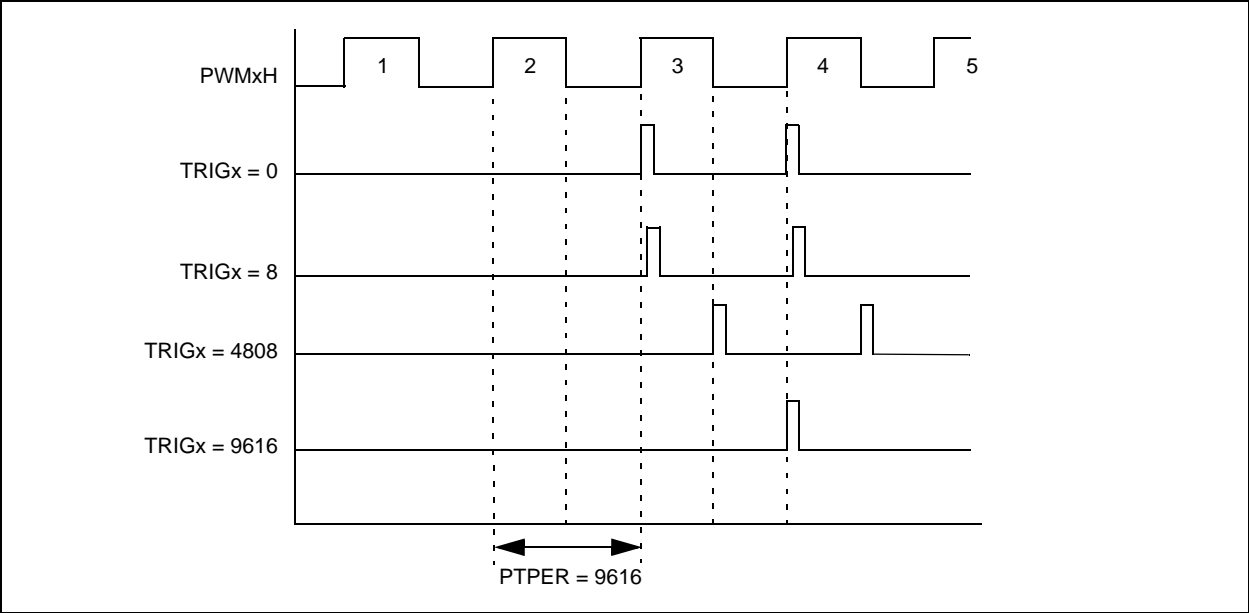 PWMxH
1 2 3 4 5
TRIGx = 0
TRIGx = 8
TRIGx = 4808
TRIGx = 9616
PTPER = 9616